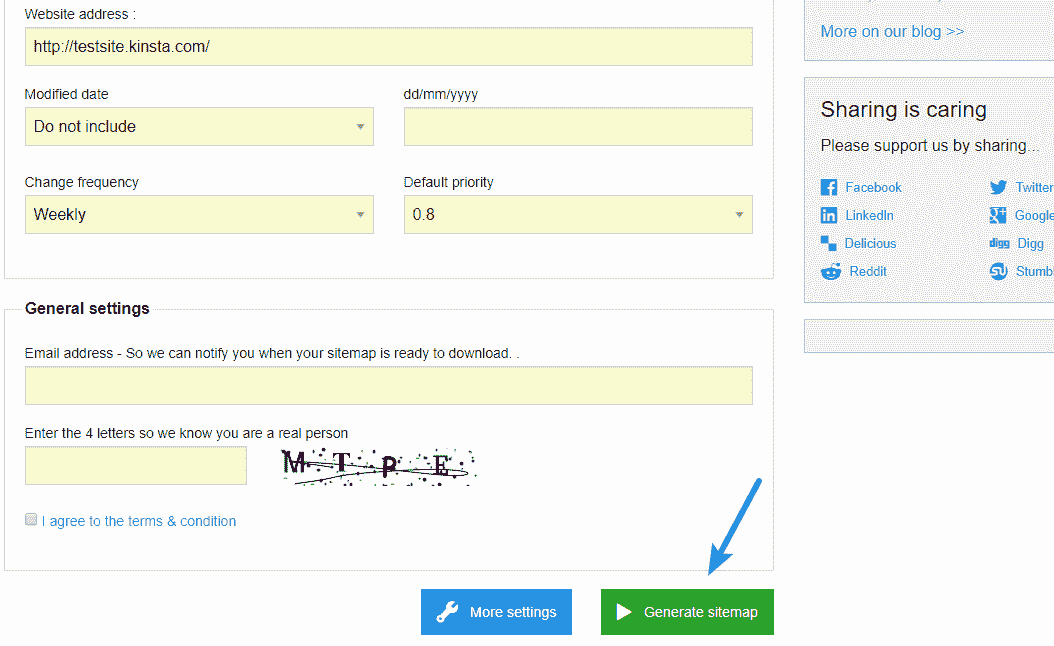 Website address :
http://testsite.kinsta.com/
Modified date
dd/mm/yyyy
Do not include
Change frequency
Default priority
Weekly
0.8
General settings
Email address - So we can notify you when your sitemap is ready to download. .
Enter the 4 letters so we know you are a real person
M T P E
I agree to the terms & condition
More settings
Generate sitemap
More on our blog >>
Sharing is caring
Please support us by sharing...
Facebook
Twitter
LinkedIn
Google
Delicious
digg Digg
Reddit
Stumb